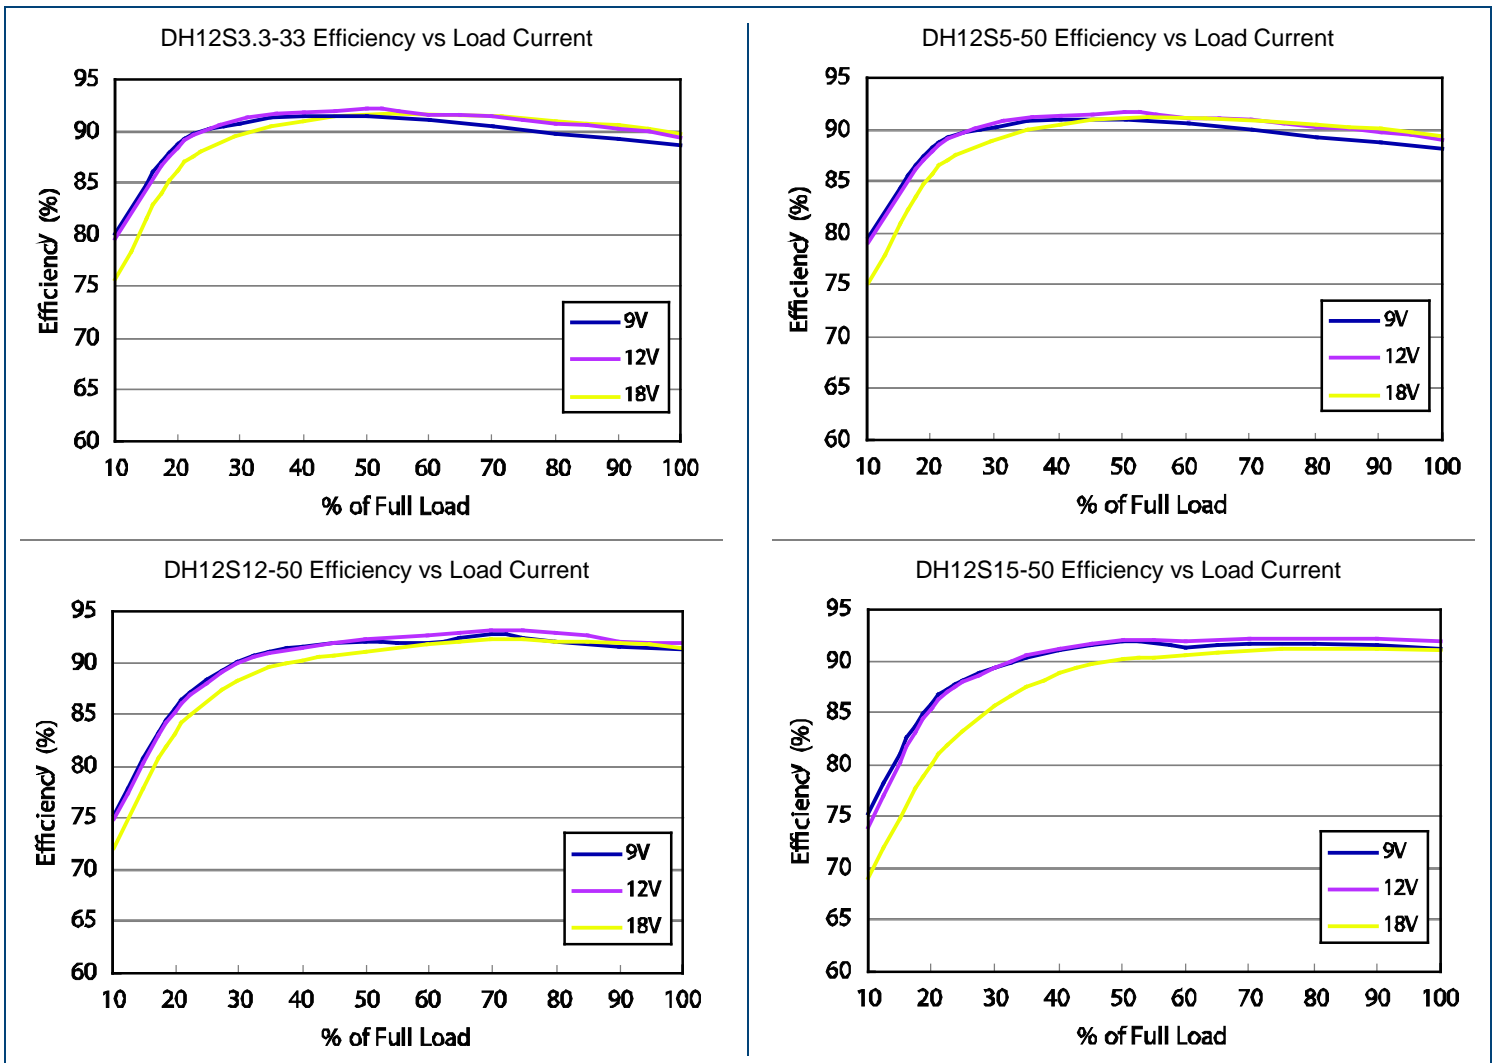 DH12S3.3-33 Efficiency vs Load Current
95
90
85
80
75
70
65
60
Efficiency (%)
10 20 30 40 50 60 70 80 90 100
% of Full Load
9V
12V
18V
DH12S5-50 Efficiency vs Load Current
95
90
85
80
75
70
65
60
Efficiency (%)
10 20 30 40 50 60 70 80 90 100
% of Full Load
9V
12V
18V
DH12S12-50 Efficiency vs Load Current
95
90
85
80
75
70
65
60
Efficiency (%)
10 20 30 40 50 60 70 80 90 100
% of Full Load
9V
12V
18V
DH12S15-50 Efficiency vs Load Current
95
90
85
80
75
70
65
60
Efficiency (%)
10 20 30 40 50 60 70 80 90 100
% of Full Load
9V
12V
18V